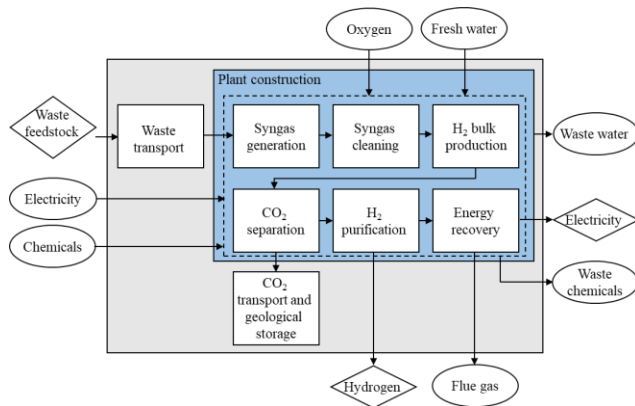 Oxygen
Fresh water
Plant construction
Waste
feedstock
Waste
transport
Syngas
generation
Syngas
cleaning
H₂ bulk
production
Waste water
Electricity
Chemicals
CO₂
separation
H₂
purification
Energy
recovery
Electricity
CO₂
transport and
geological
storage
Waste
chemicals
Hydrogen
Flue gas